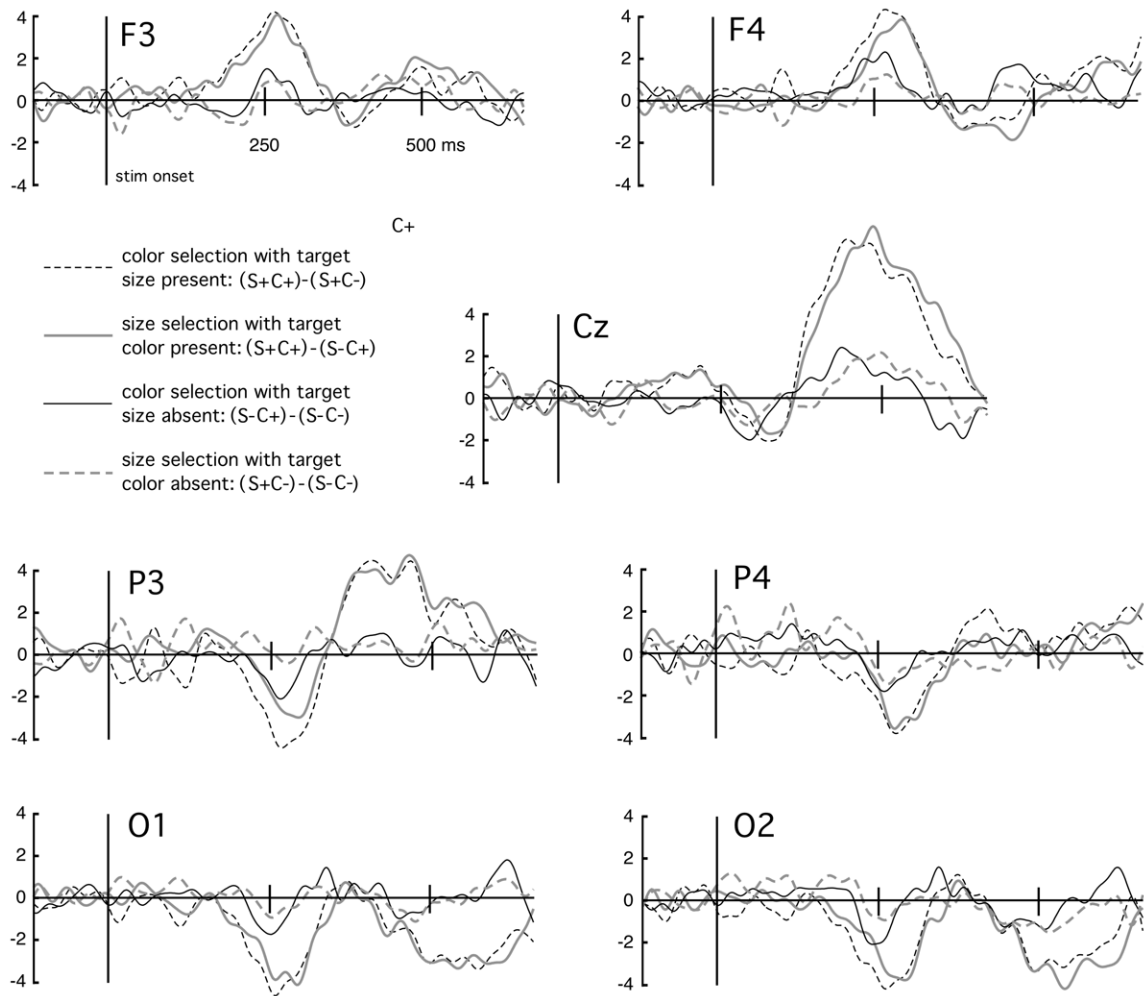 F3
4
2
0
-2
-4
250
500 ms
stim onset
F4
4
2
0
-2
-4
C+
color selection with target
size present: (S+C+)-(S+C-)
size selection with target
color present: (S+C+)-(S-C+)
color selection with target
size absent: (S-C+)-(S-C-)
size selection with target
color absent: (S+C-)-(S-C-)
Cz
4
2
0
-2
-4
P3
4
2
0
-2
-4
P4
4
2
0
-2
-4
O1
4
2
0
-2
-4
O2
4
2
0
-2
-4